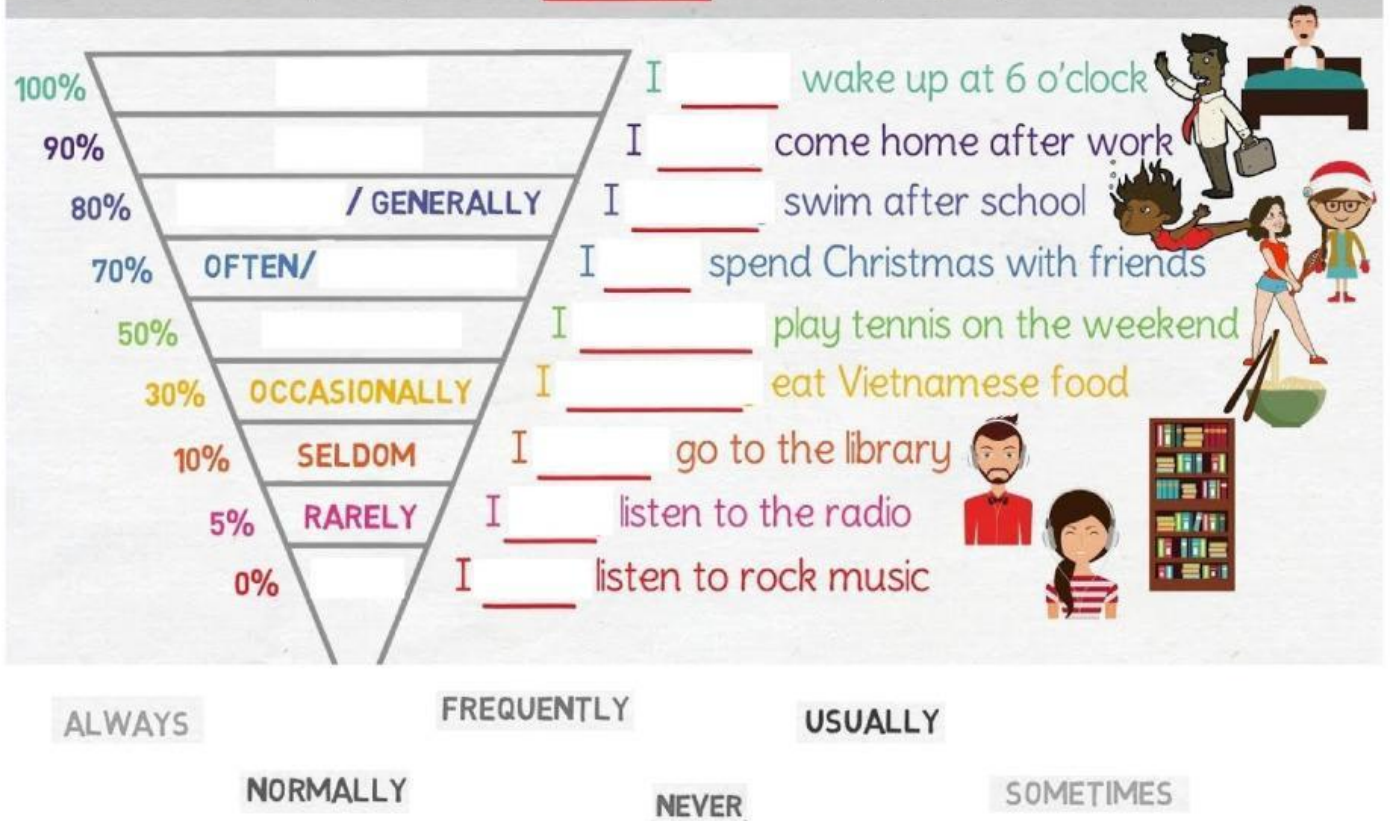 100% I wake up at 6 o'clock
90% I come home after work
80% / GENERALLY I swim after school
70% OFTEN/ I spend Christmas with friends
50% I play tennis on the weekend
30% OCCASIONALLY I eat Vietnamese food
10% SELDOM I go to the library
5% RARELY I listen to the radio
0% I listen to rock music
ALWAYS FREQUENTLY USUALLY
NORMALLY NEVER SOMETIMES